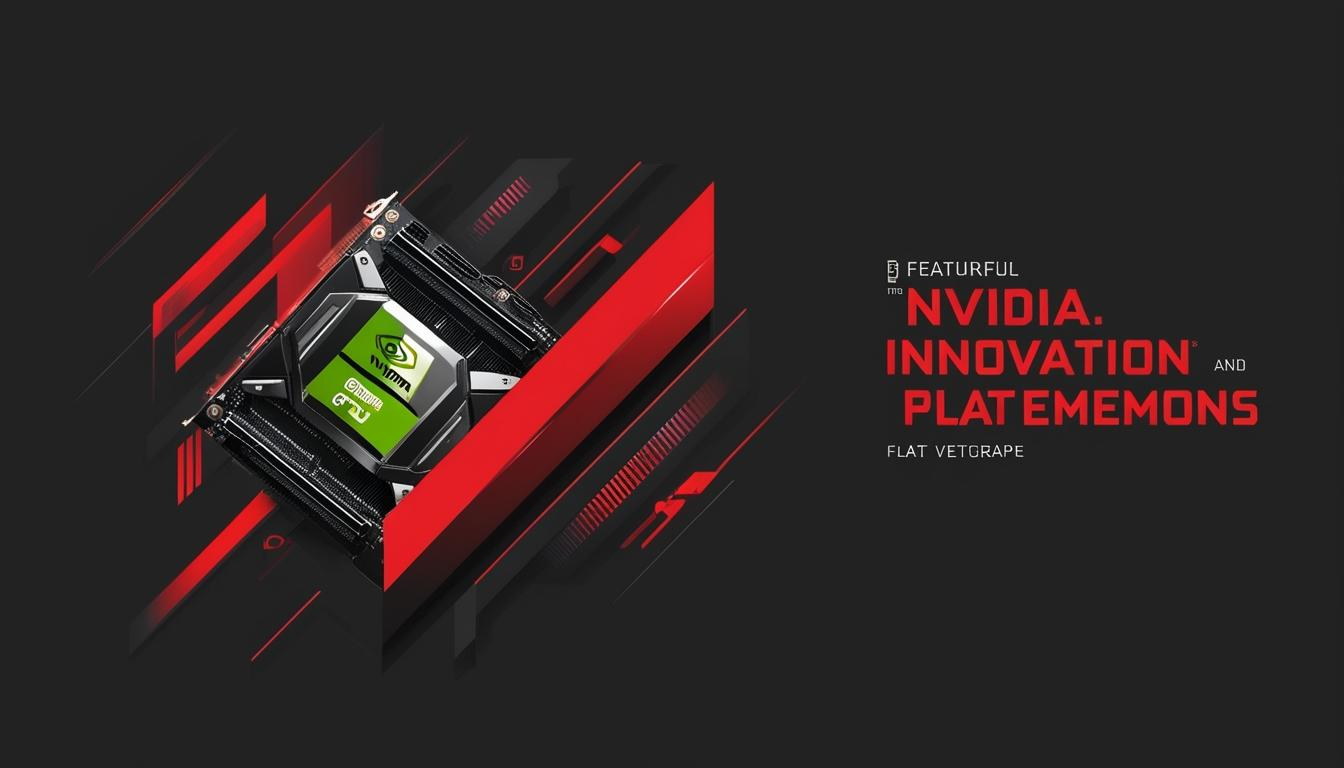 FEATURFUL
NVIDIA.
INNOVATION AND
PLATEMEMONS
FLAT VETGRAPE